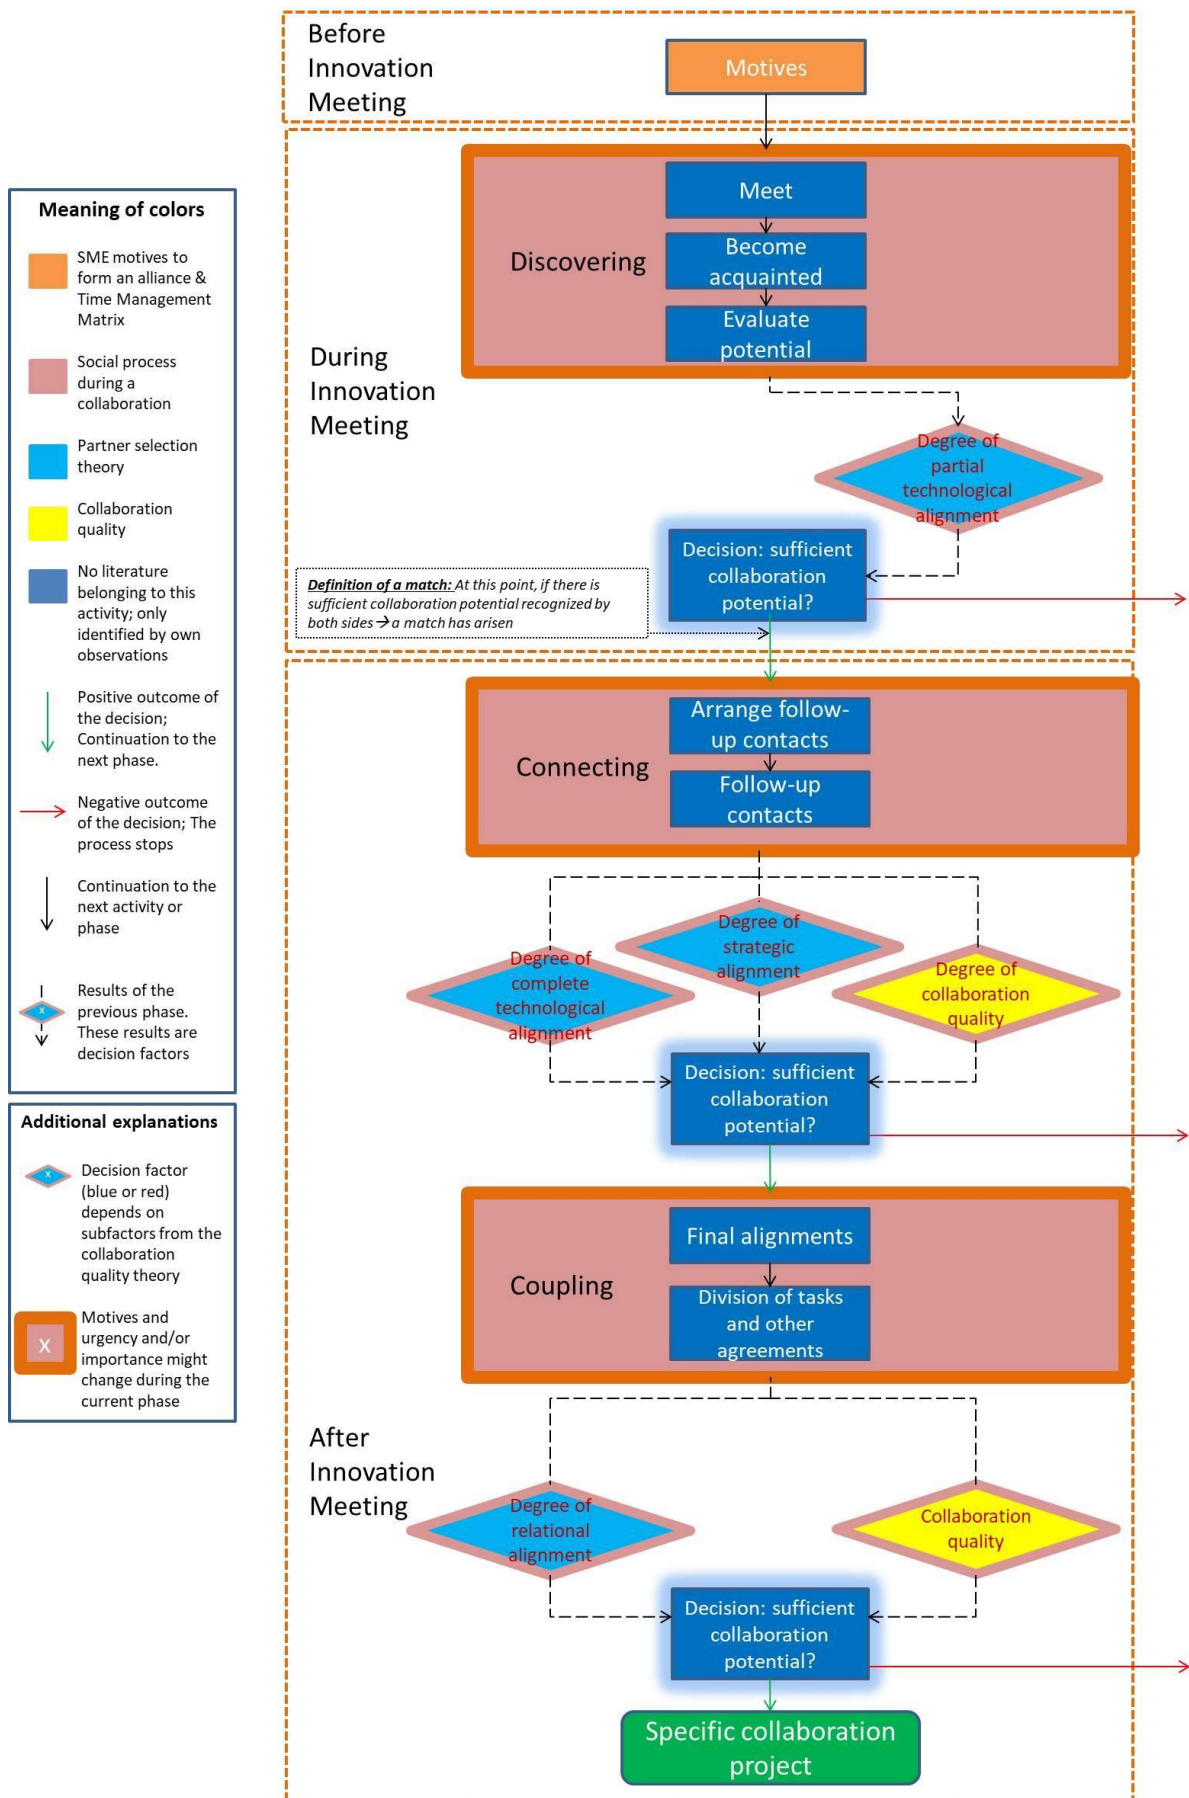 Before
Innovation
Meeting
Motives
Meaning of colors
SME motives to
form an alliance &
Time Management
Matrix
Social process
during a
collaboration
Partner selection
theory
Collaboration
quality
No literature
belonging to this
activity; only
identified by own
observations
Positive outcome of
the decision;
Continuation to the
next phase.
Negative outcome
of the decision; The
process stops
Continuation to the
next activity or
phase
x
Results of the
previous phase.
These results are
decision factors
Additional explanations
x
Decision factor
(blue or red)
depends on
subfactors from the
collaboration
quality theory
X
Motives and
urgency and/or
importance might
change during the
current phase
During
Innovation
Meeting
Discovering
Meet
Become
acquainted
Evaluate
potential
Degree of
partial
technological
alignment
Decision: sufficient
collaboration
potential?
Definition of a match: At this point, if there is
sufficient collaboration potential recognized by
both sides → a match has arisen
Connecting
Arrange follow-
up contacts
Follow-up
contacts
Degree of
complete
technological
alignment
Degree of
strategic
alignment
Degree of
collaboration
quality
Decision: sufficient
collaboration
potential?
Coupling
Final alignments
Division of tasks
and other
agreements
After
Innovation
Meeting
Degree of
relational
alignment
Collaboration
quality
Decision: sufficient
collaboration
potential?
Specific collaboration
project